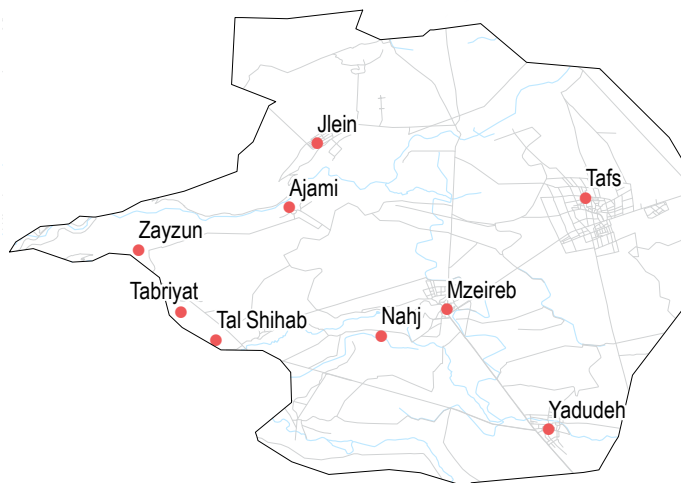 Jlein
Tafs
Ajami
Zayzun
Tabriyat
Mzeireb
Tal Shihab
Nahj
Yadudeh